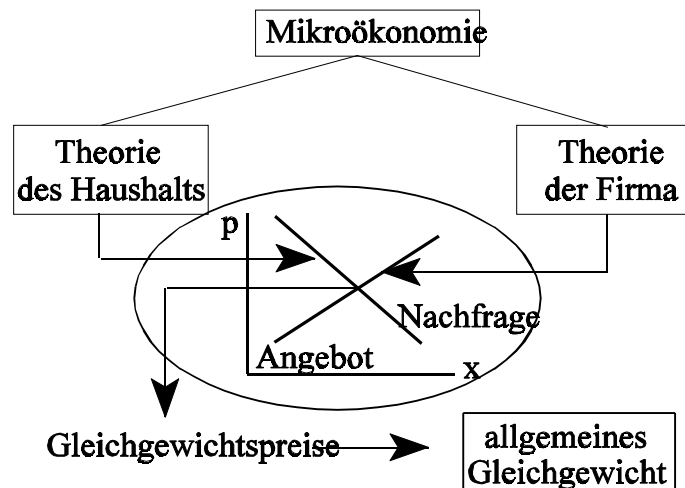 Mikroökonomie
Theorie
des Haushalts
Theorie
der Firma
p
Nachfrage
Angebot
x
Gleichgewichtspreise
allgemeines
Gleichgewicht